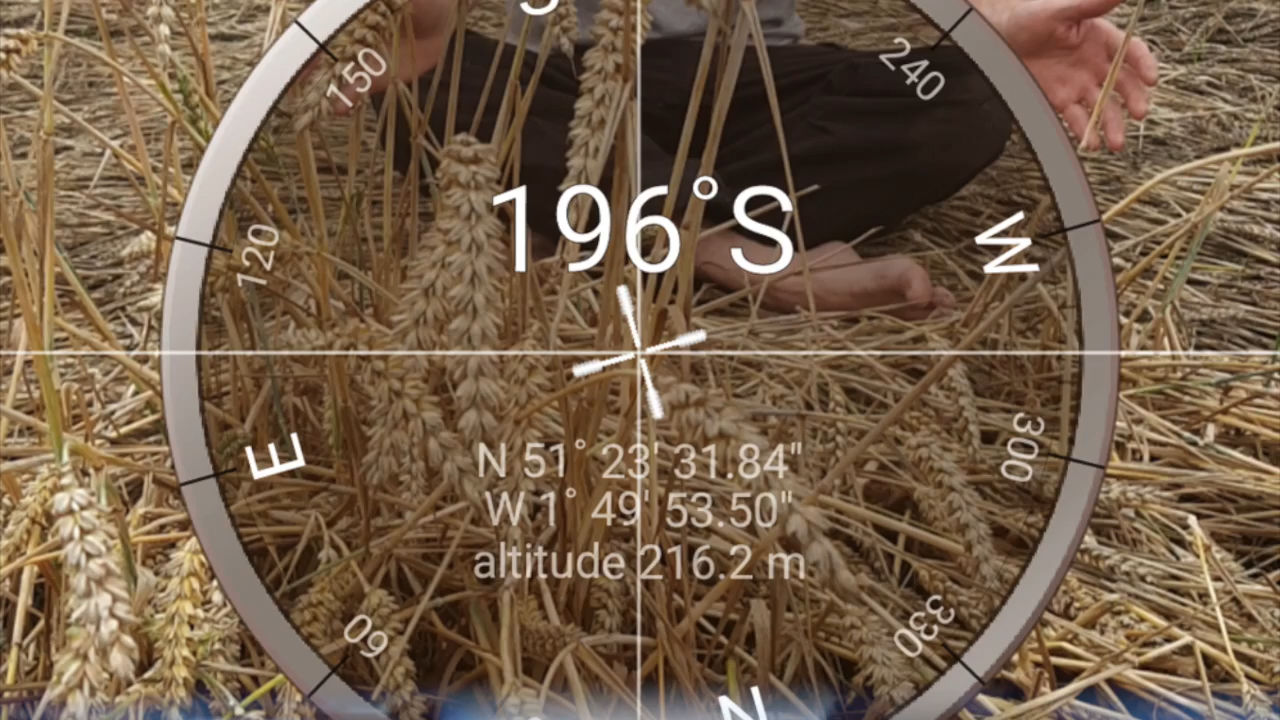 150
240
196°S
120
W
N 51° 23' 31.84"
E
300
W 1° 49' 53.50"
altitude 216.2 m
60
330
N